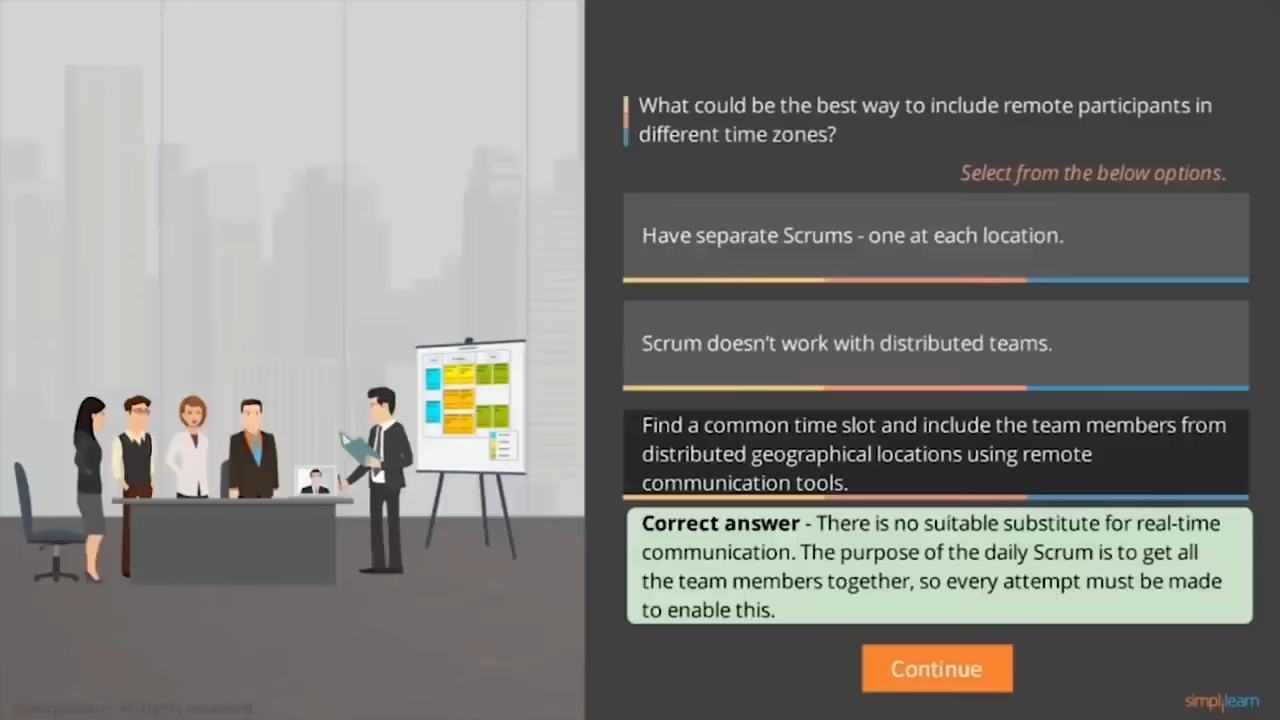 What could be the best way to include remote participants in
different time zones?
Select from the below options.
Have separate Scrums - one at each location.
Scrum doesn't work with distributed teams.
Find a common time slot and include the team members from
distributed geographical locations using remote
communication tools.
Correct answer - There is no suitable substitute for real-time
communication. The purpose of the daily Scrum is to get all
the team members together, so every attempt must be made
to enable this.
Continue
simplilearn